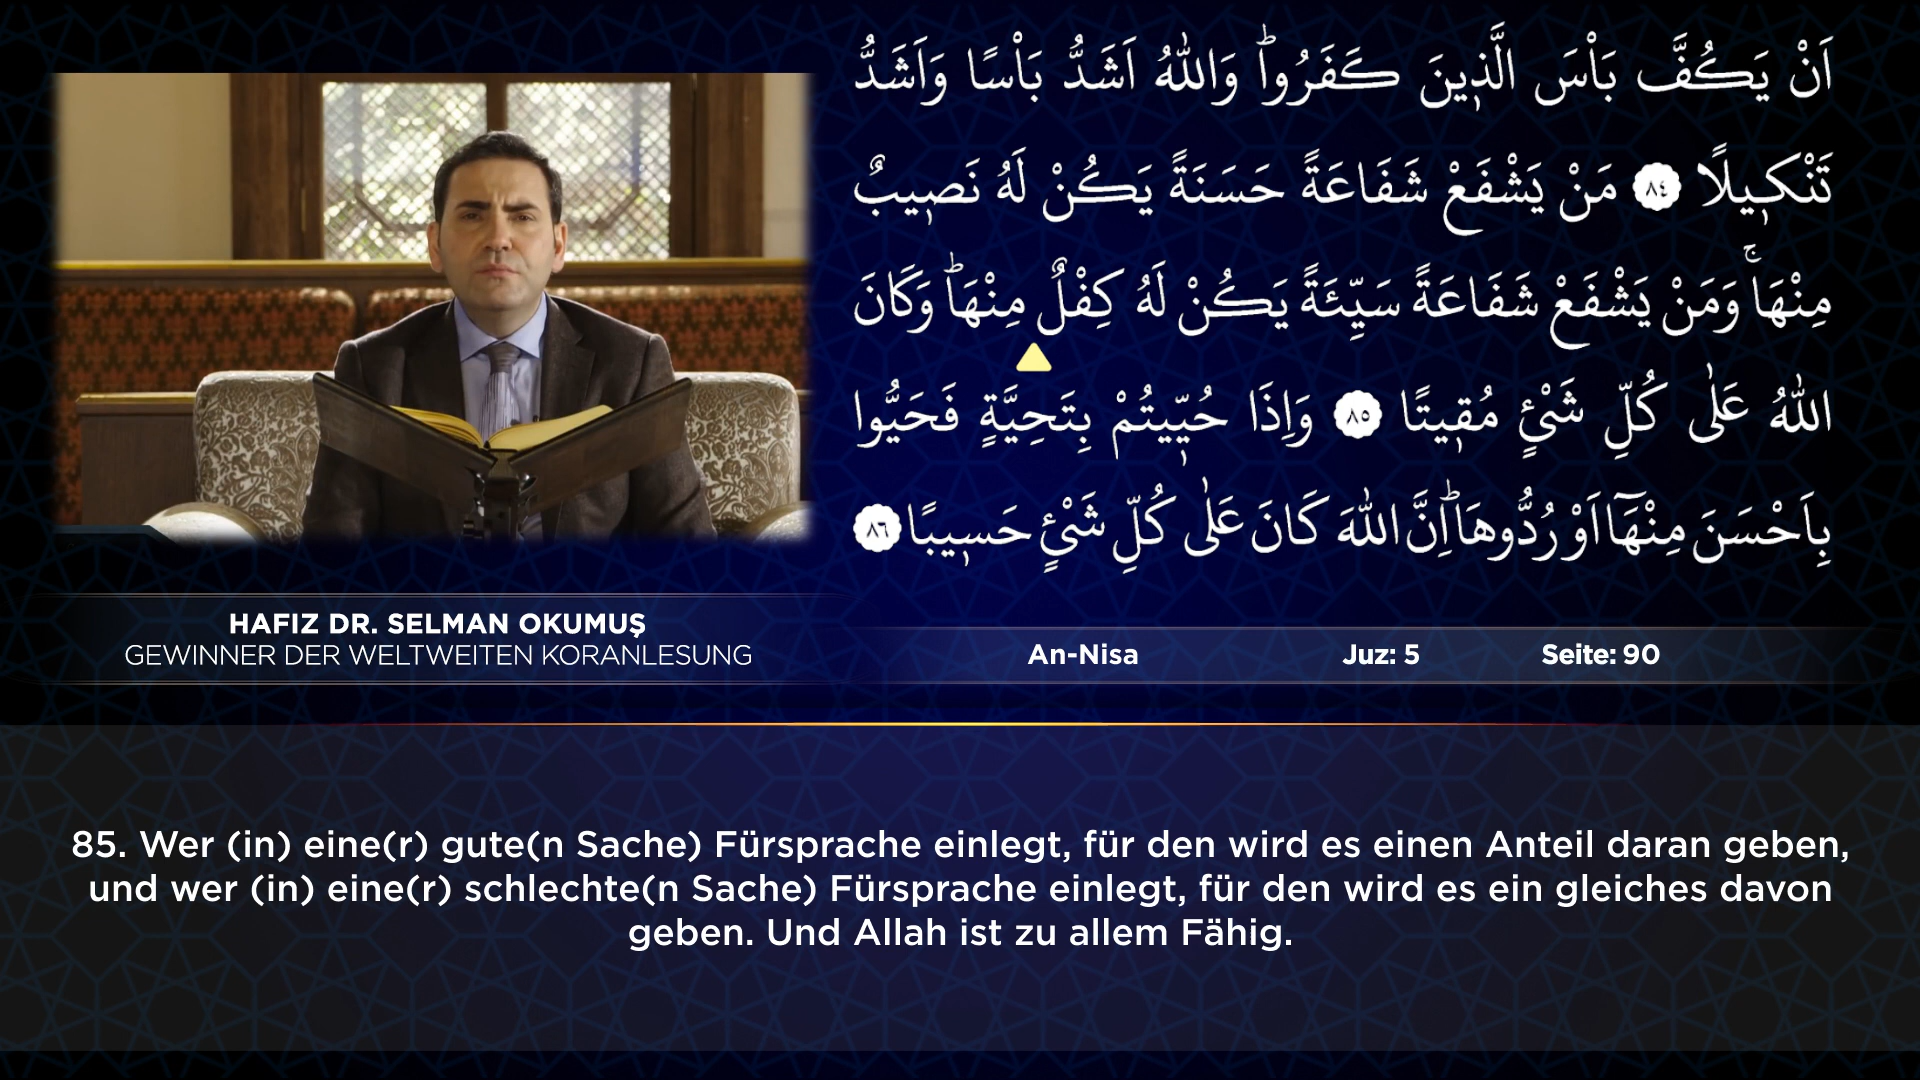 اَنْ يَكُفَّ بَاْسَ الَّذ۪ينَ كَفَرُواۜ وَاللّٰهُ اَشَدُّ بَاْسًا وَاَشَدُّ
تَنْك۪يلًا ٨٤ مَنْ يَشْفَعْ شَفَاعَةً حَسَنَةً يَكُنْ لَهُ نَص۪يبٌ
مِنْهَاۚ وَمَنْ يَشْفَعْ شَفَاعَةً سَيِّئَةً يَكُنْ لَهُ كِفْلٌ مِنْهَاۜ وَكَانَ
اللّٰهُ عَلٰى كُلِّ شَيْءٍ مُق۪يتًا ٨٥ وَاِذَا حُيّ۪يتُمْ بِتَحِيَّةٍ فَحَيُّوا
بِاَحْسَنَ مِنْهَٓا اَوْ رُدُّوهَاۜ اِنَّ اللّٰهَ كَانَ عَلٰى كُلِّ شَيْءٍ حَس۪يبًا ٨٦
HAFIZ DR. SELMAN OKUMUŞ
GEWINNER DER WELTWEITEN KORANLESUNG
An-Nisa Juz: 5 Seite: 90
85. Wer (in) eine(r) gute(n Sache) Fürsprache einlegt, für den wird es einen Anteil daran geben,
und wer (in) eine(r) schlechte(n Sache) Fürsprache einlegt, für den wird es ein gleiches davon
geben. Und Allah ist zu allem Fähig.